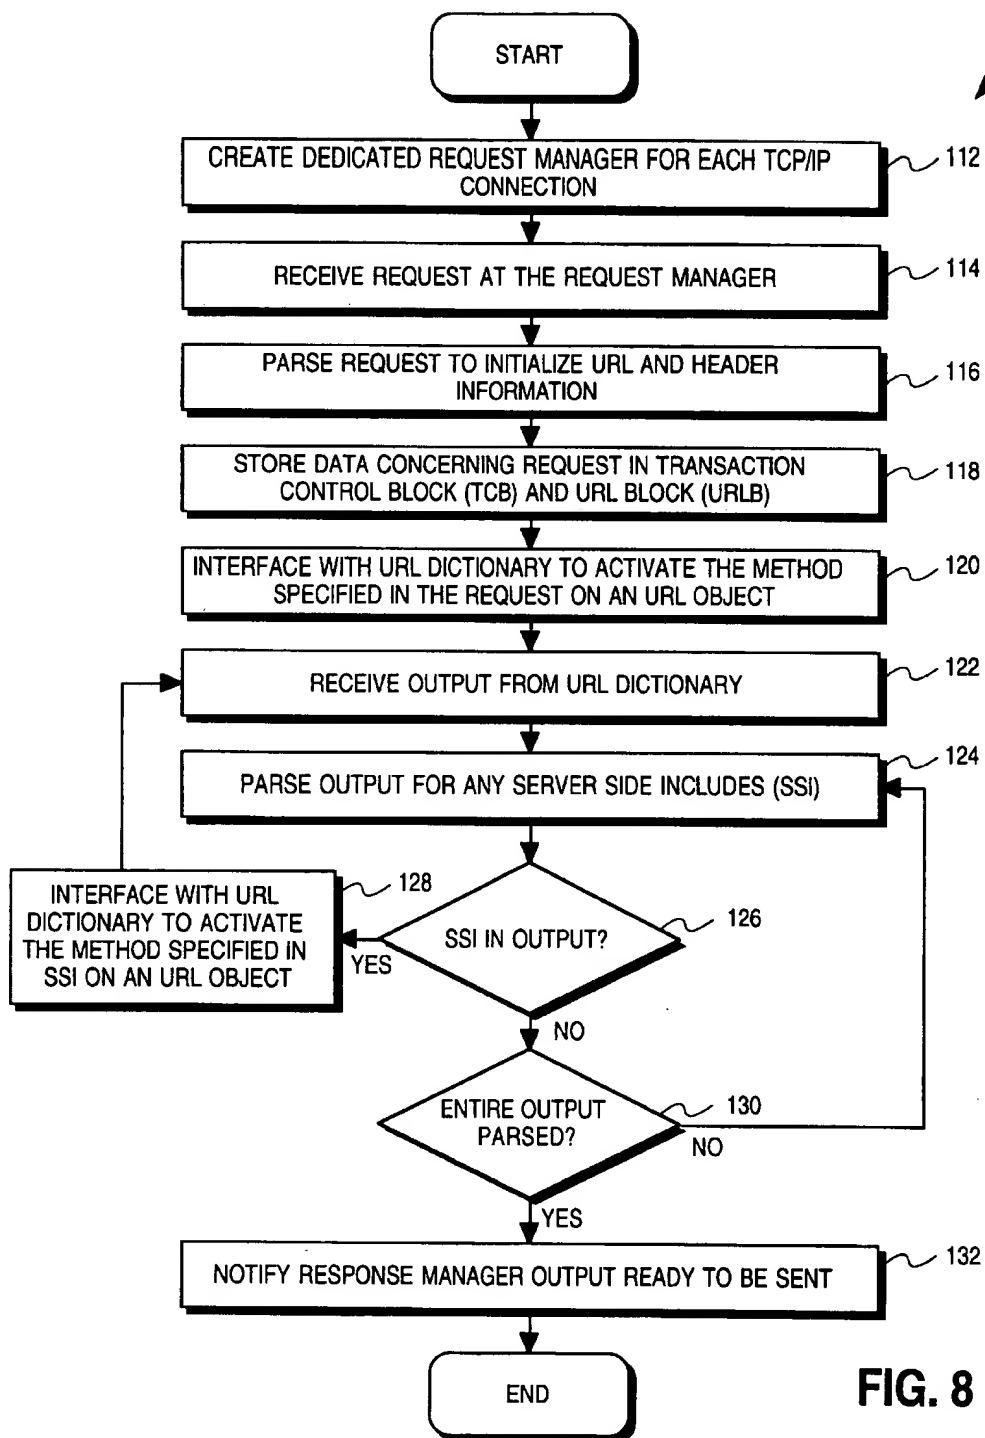 START
CREATE DEDICATED REQUEST MANAGER FOR EACH TCP/IP
CONNECTION
112
RECEIVE REQUEST AT THE REQUEST MANAGER
114
PARSE REQUEST TO INITIALIZE URL AND HEADER
INFORMATION
116
STORE DATA CONCERNING REQUEST IN TRANSACTION
CONTROL BLOCK (TCB) AND URL BLOCK (URLB)
118
INTERFACE WITH URL DICTIONARY TO ACTIVATE THE METHOD
SPECIFIED IN THE REQUEST ON AN URL OBJECT
120
RECEIVE OUTPUT FROM URL DICTIONARY
122
PARSE OUTPUT FOR ANY SERVER SIDE INCLUDES (SSI)
124
INTERFACE WITH URL
DICTIONARY TO ACTIVATE
THE METHOD SPECIFIED IN
SSI ON AN URL OBJECT
128
SSI IN OUTPUT?
126
YES
NO
ENTIRE OUTPUT
PARSED?
130
NO
YES
NOTIFY RESPONSE MANAGER OUTPUT READY TO BE SENT
132
END
FIG. 8